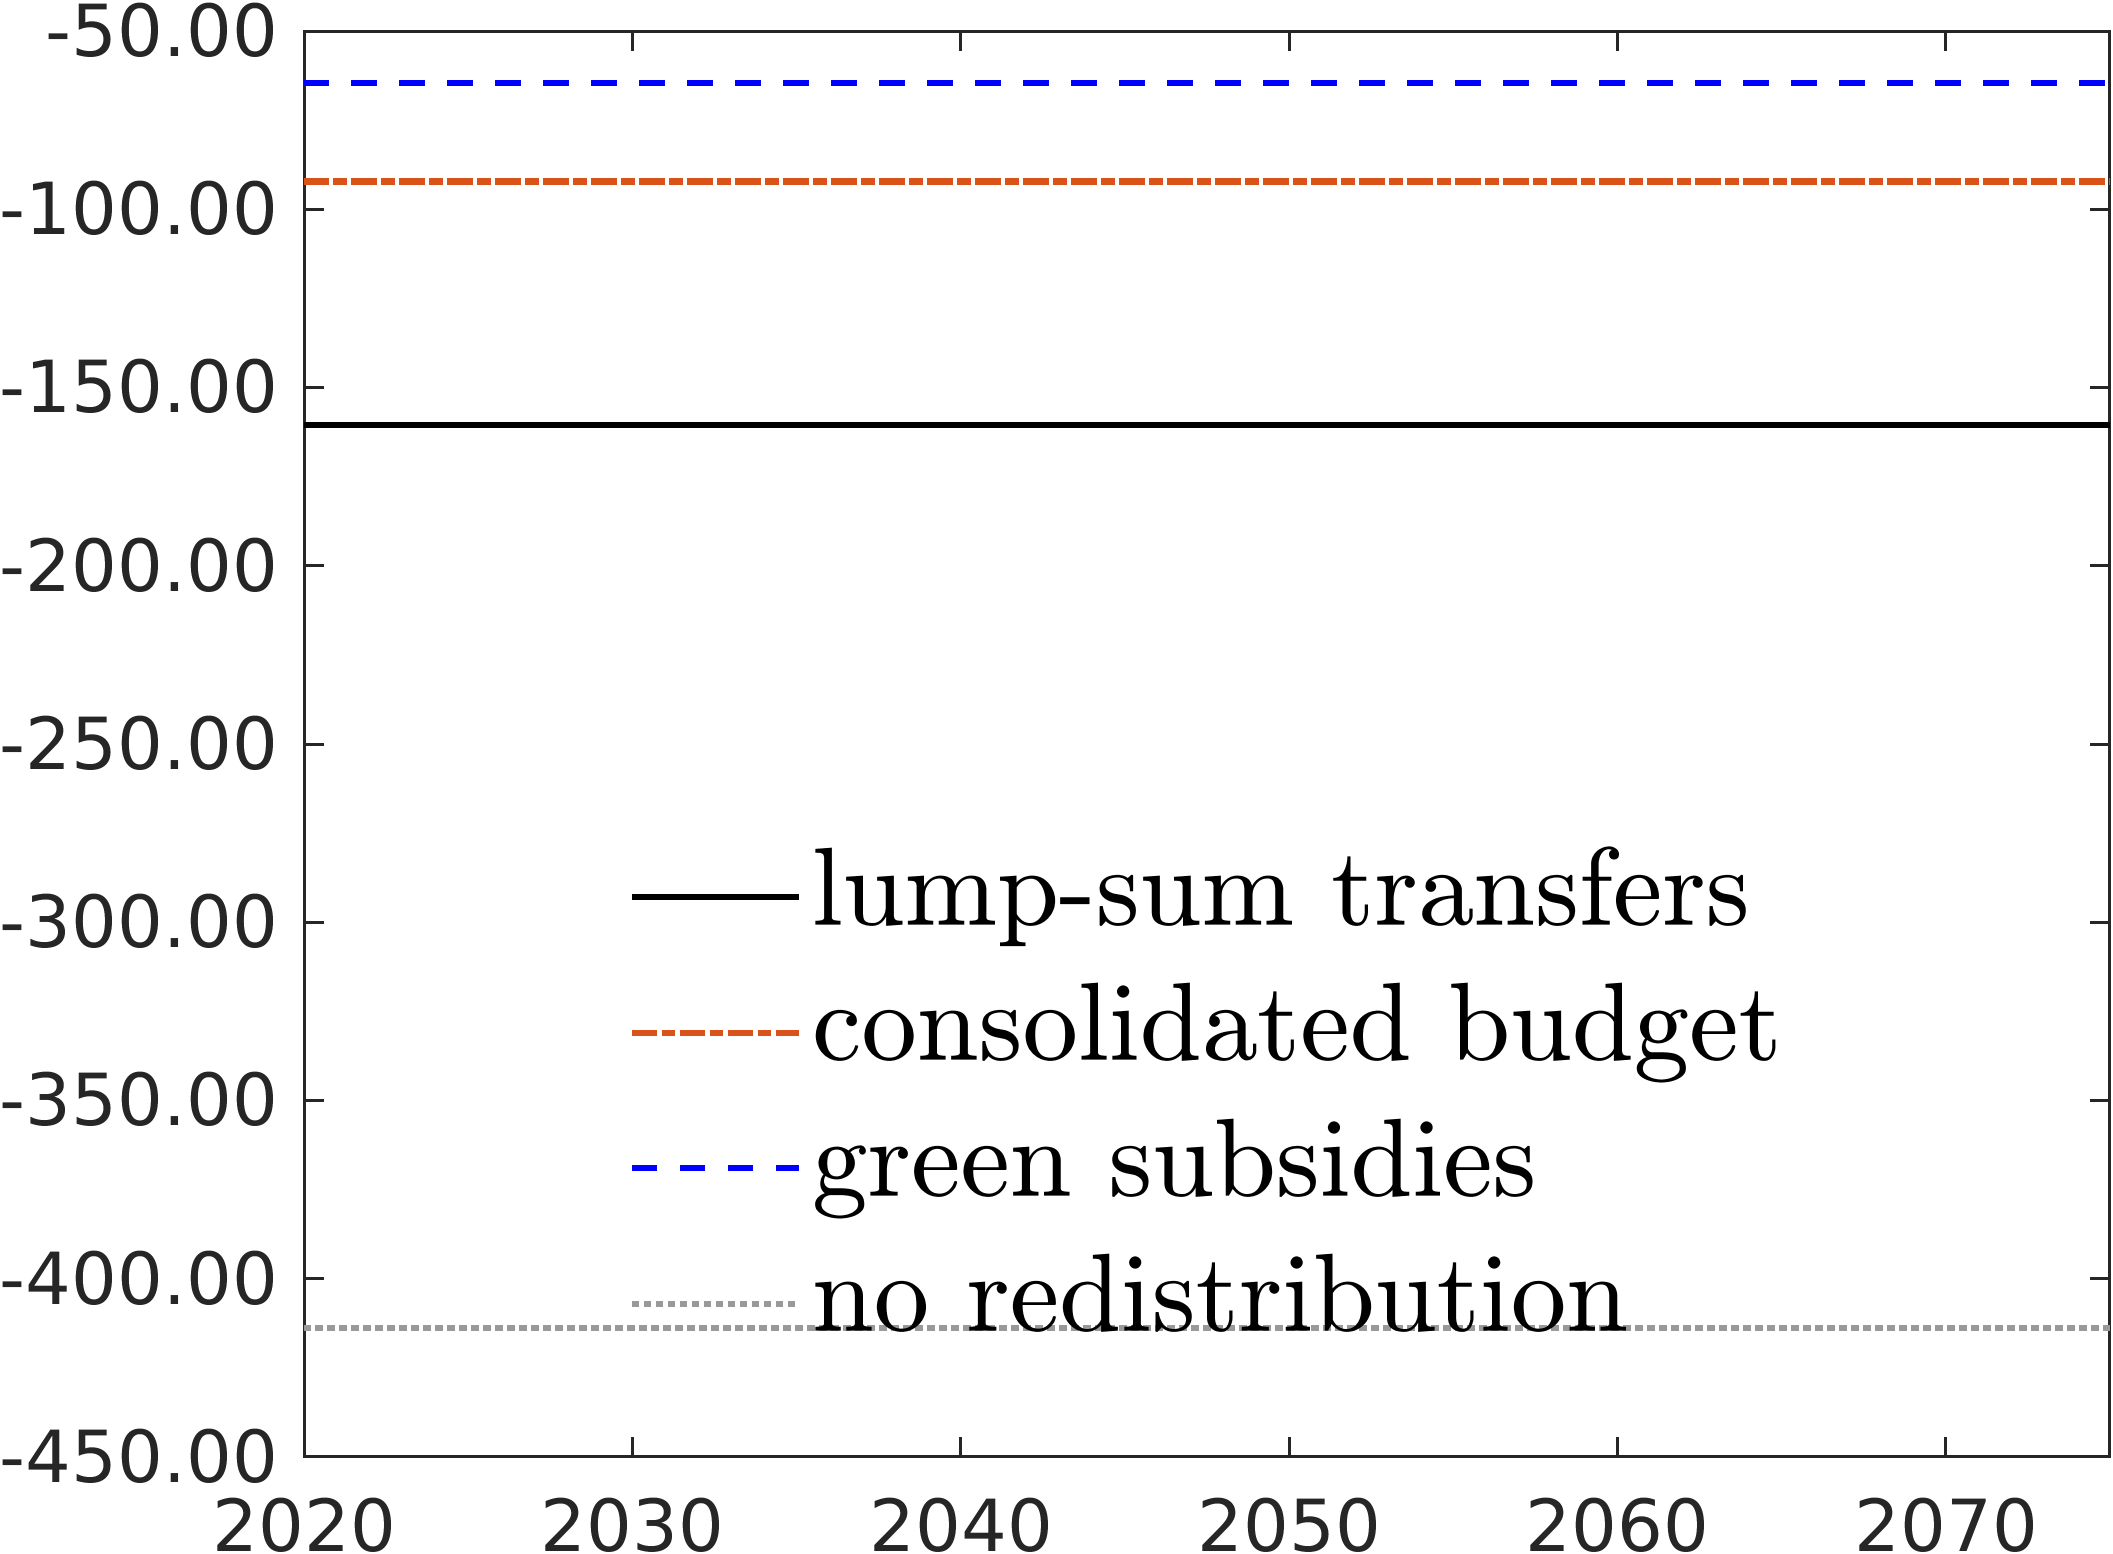 -50.00
-100.00
-150.00
-200.00
-250.00
-300.00
-350.00
-400.00
-450.00
lump-sum transfers
consolidated budget
green subsidies
no redistribution
2020 2030 2040 2050 2060 2070